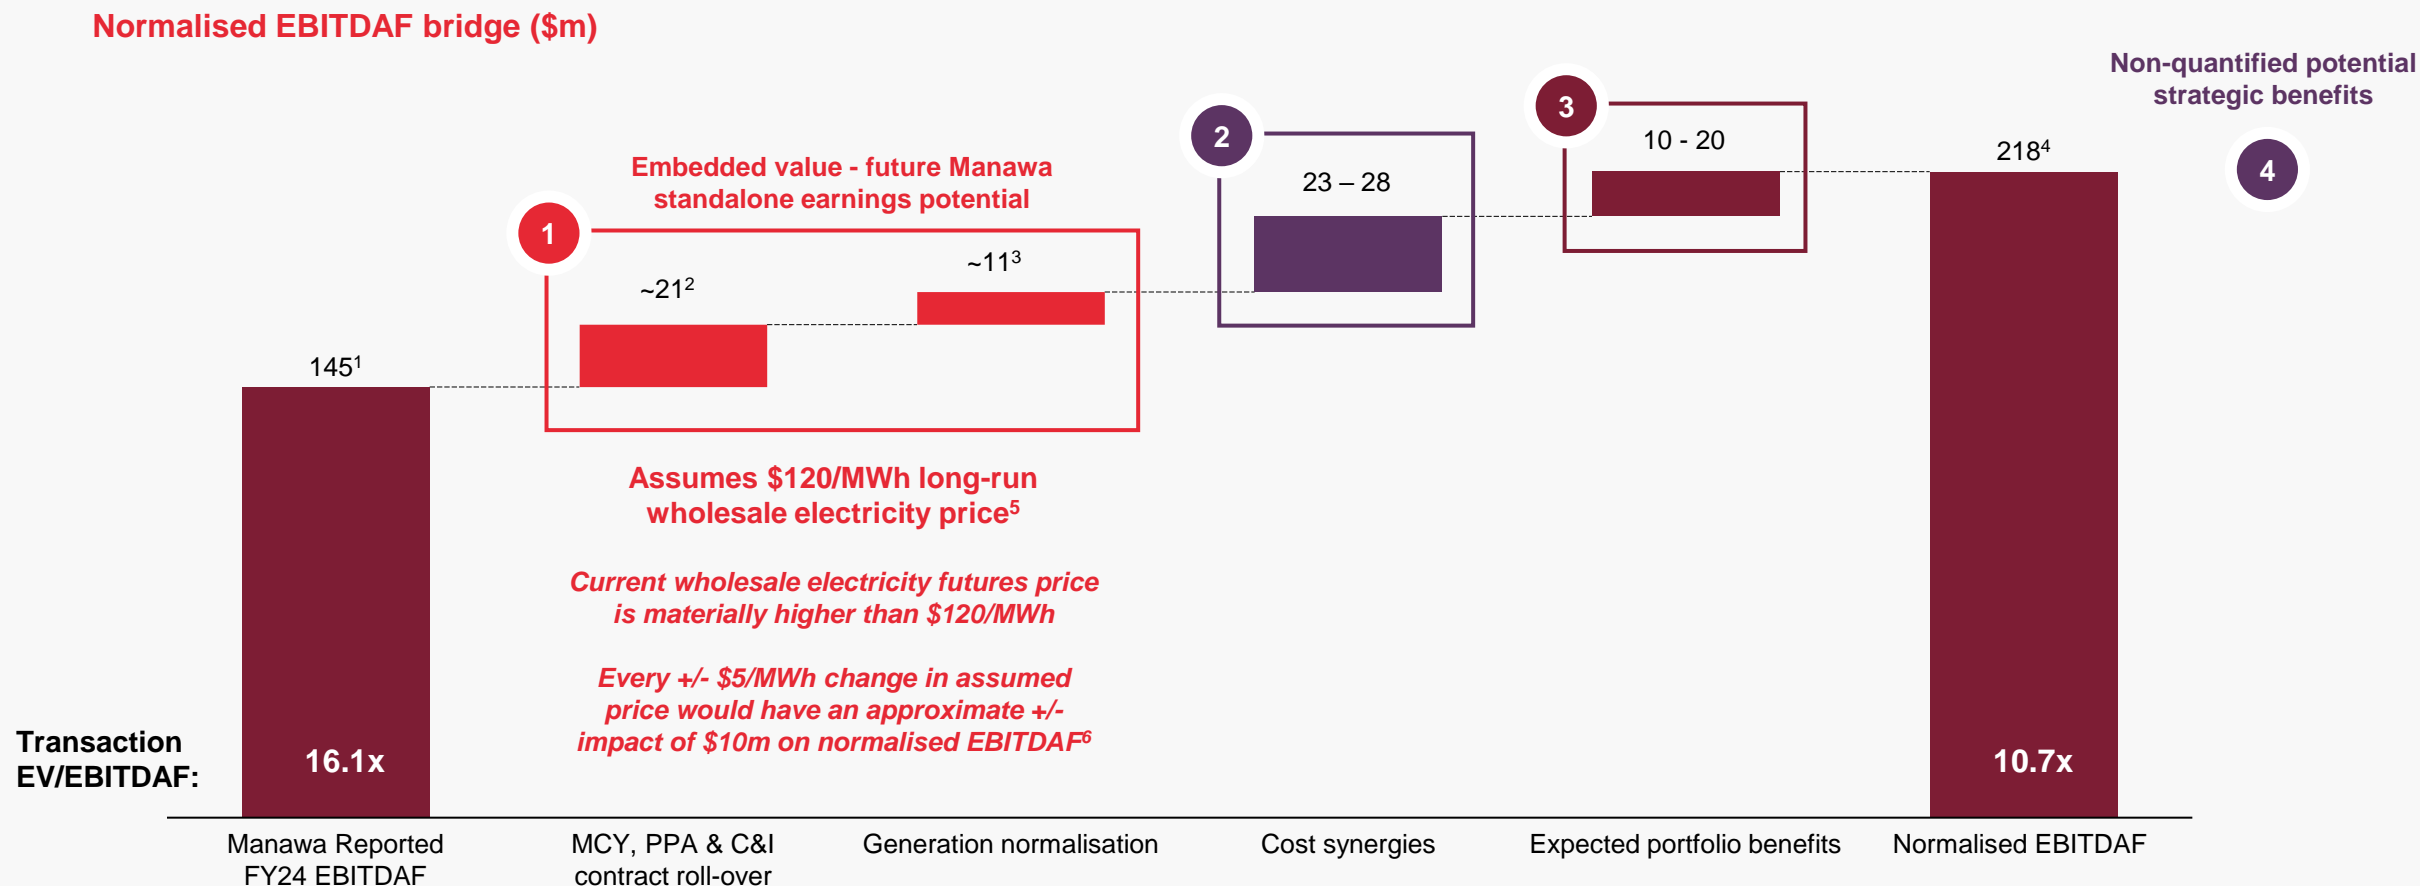 Normalised EBITDAF bridge ($m)
Non-quantified potential
strategic benefits
4
3
10 - 20
2
23 – 28
218⁴
Embedded value - future Manawa
standalone earnings potential
1
~21²
~11³
145¹
Assumes $120/MWh long-run
wholesale electricity price⁵
Current wholesale electricity futures price
is materially higher than $120/MWh
Every +/- $5/MWh change in assumed
price would have an approximate +/-
impact of $10m on normalised EBITDAF⁶
Transaction
EV/EBITDAF:
16.1x
10.7x
Manawa Reported
FY24 EBITDAF
MCY, PPA & C&I
contract roll-over
Generation normalisation
Cost synergies
Expected portfolio benefits
Normalised EBITDAF